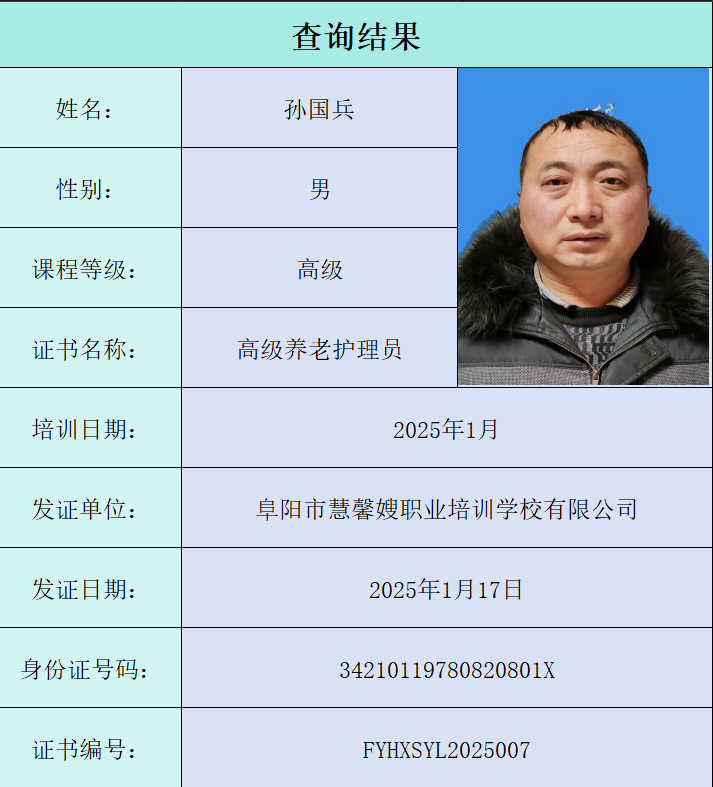 查询结果
姓名： 孙国兵
性别： 男
课程等级： 高级
证书名称： 高级养老护理员
培训日期： 2025年1月
发证单位： 阜阳市慧馨嫂职业培训学校有限公司
发证日期： 2025年1月17日
身份证号码： 34210119780820801X
证书编号： FYHXSYL2025007